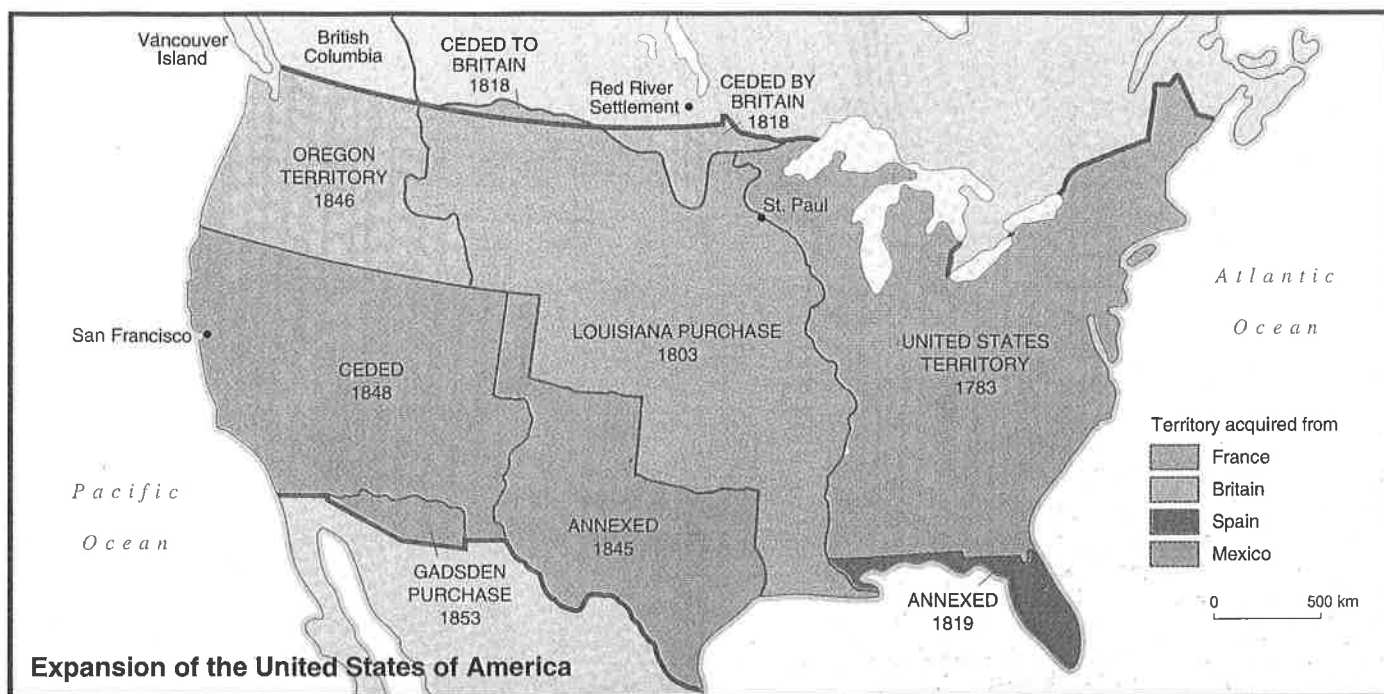 Vancouver
Island
British
Columbia
CEDED TO
BRITAIN
1818
Red River
Settlement
CEDED BY
BRITAIN
1818
OREGON
TERRITORY
1846
St. Paul
Atlantic
Ocean
San Francisco
CEDED
1848
LOUISIANA PURCHASE
1803
UNITED STATES
TERRITORY
1783
Pacific
Ocean
ANNEXED
1845
GADSDEN
PURCHASE
1853
ANNEXED
1819
Territory acquired from
France
Britain
Spain
Mexico
0 500 km
Expansion of the United States of America